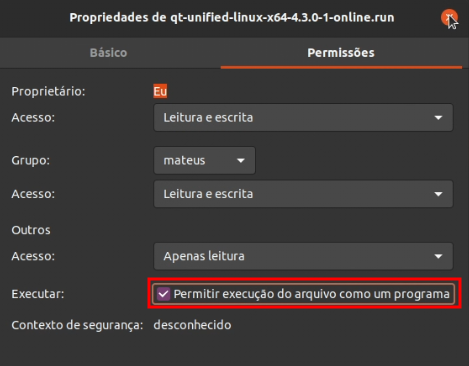 Propriedades de qt-unified-linux-x64-4.3.0-1-online.run
Básico Permissões
Proprietário: Eu
Acesso: Leitura e escrita
Grupo: mateus
Acesso: Leitura e escrita
Outros
Acesso: Apenas leitura
Executar: Permitir execução do arquivo como um programa
Contexto de segurança: desconhecido